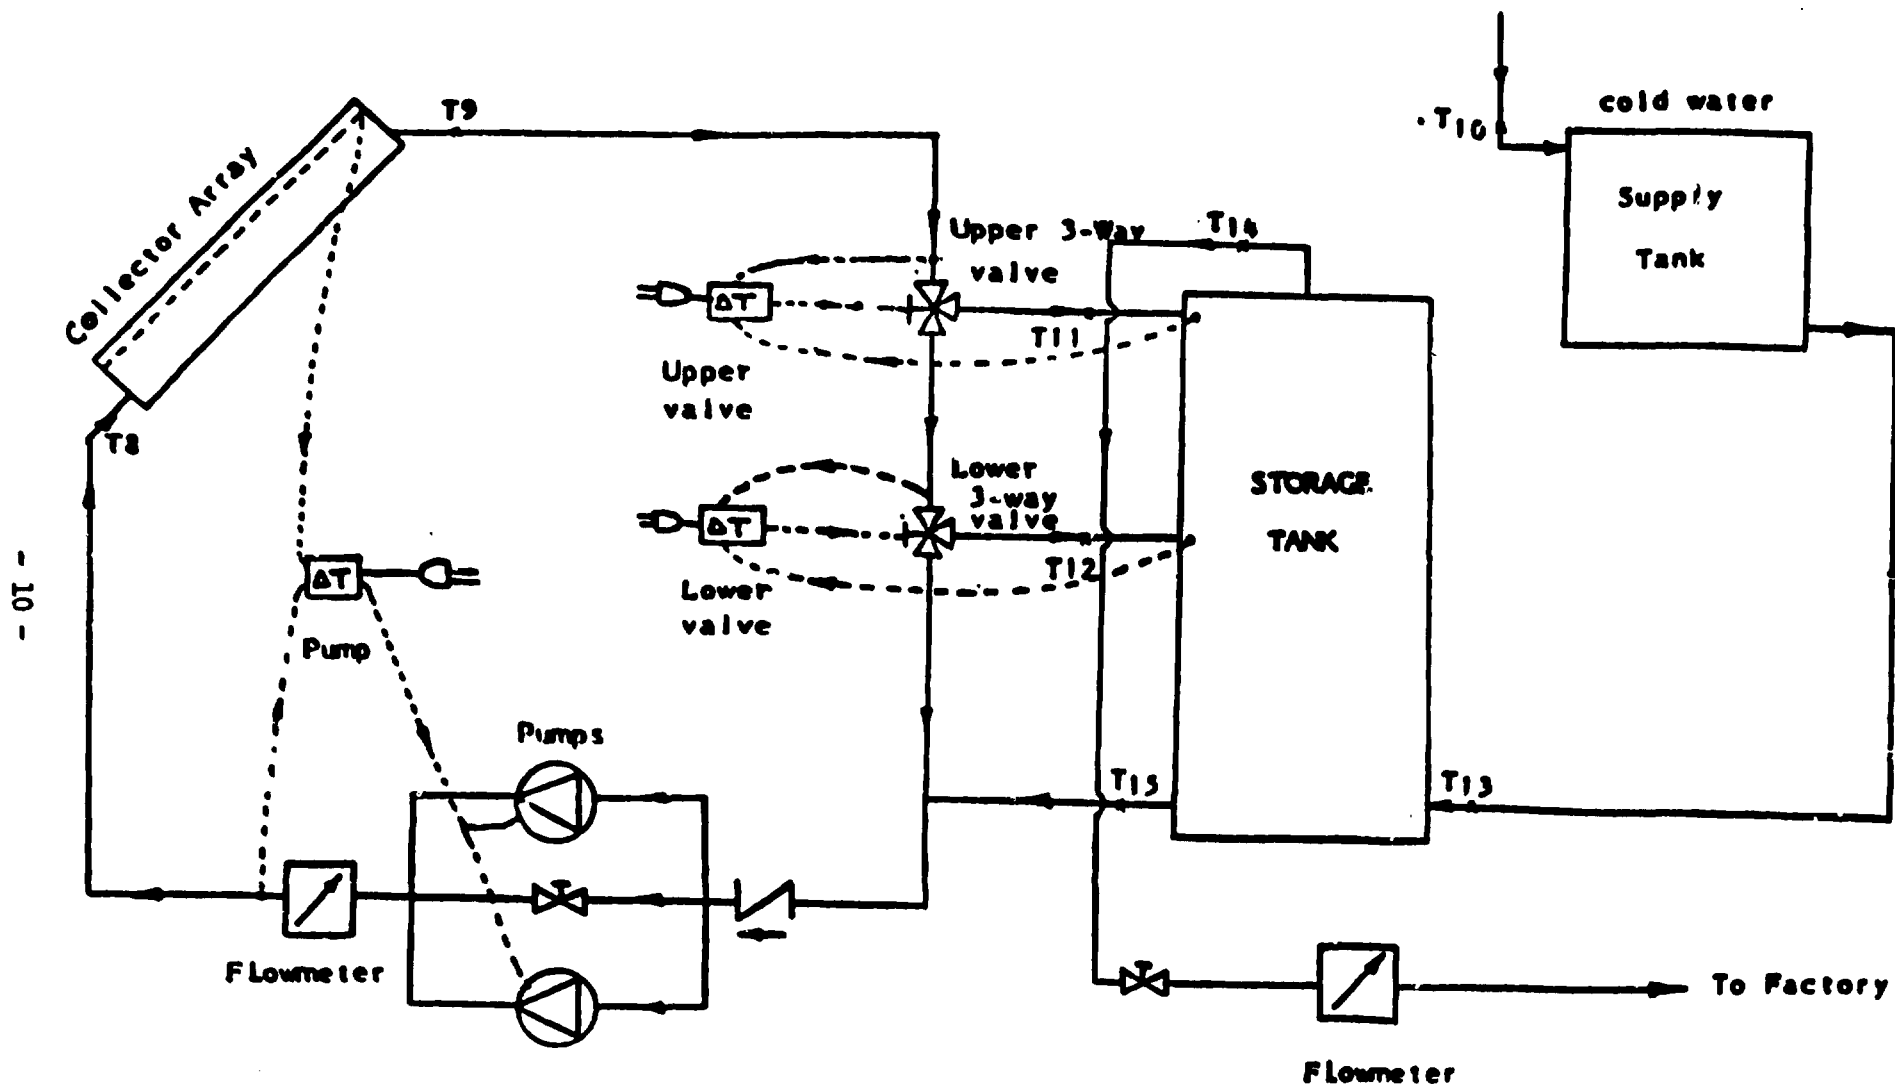 T9
Collector Array
T8
cold water
T10
Supply
Tank
Upper 3-Way
valve
T14
ΔT
T11
Upper
valve
Lower
3-way
valve
ΔT
T12
Lower
valve
STORAGE
TANK
ΔT
Pump
Pumps
T15
T13
Flowmeter
To Factory
Flowmeter
- 10 -